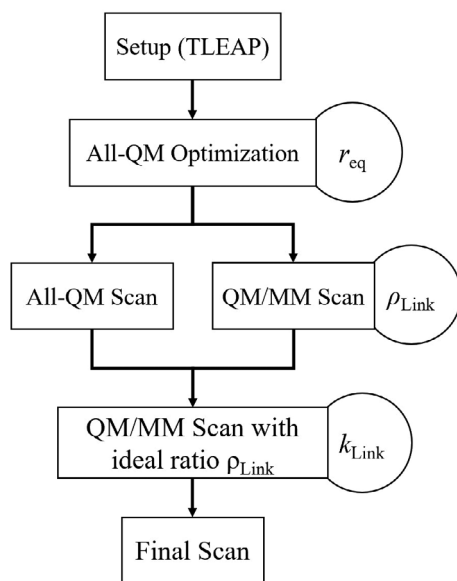 Setup (TLEAP)
All-QM Optimization
r_eq
All-QM Scan
QM/MM Scan
ρ_Link
QM/MM Scan with
ideal ratio ρ_Link
k_Link
Final Scan